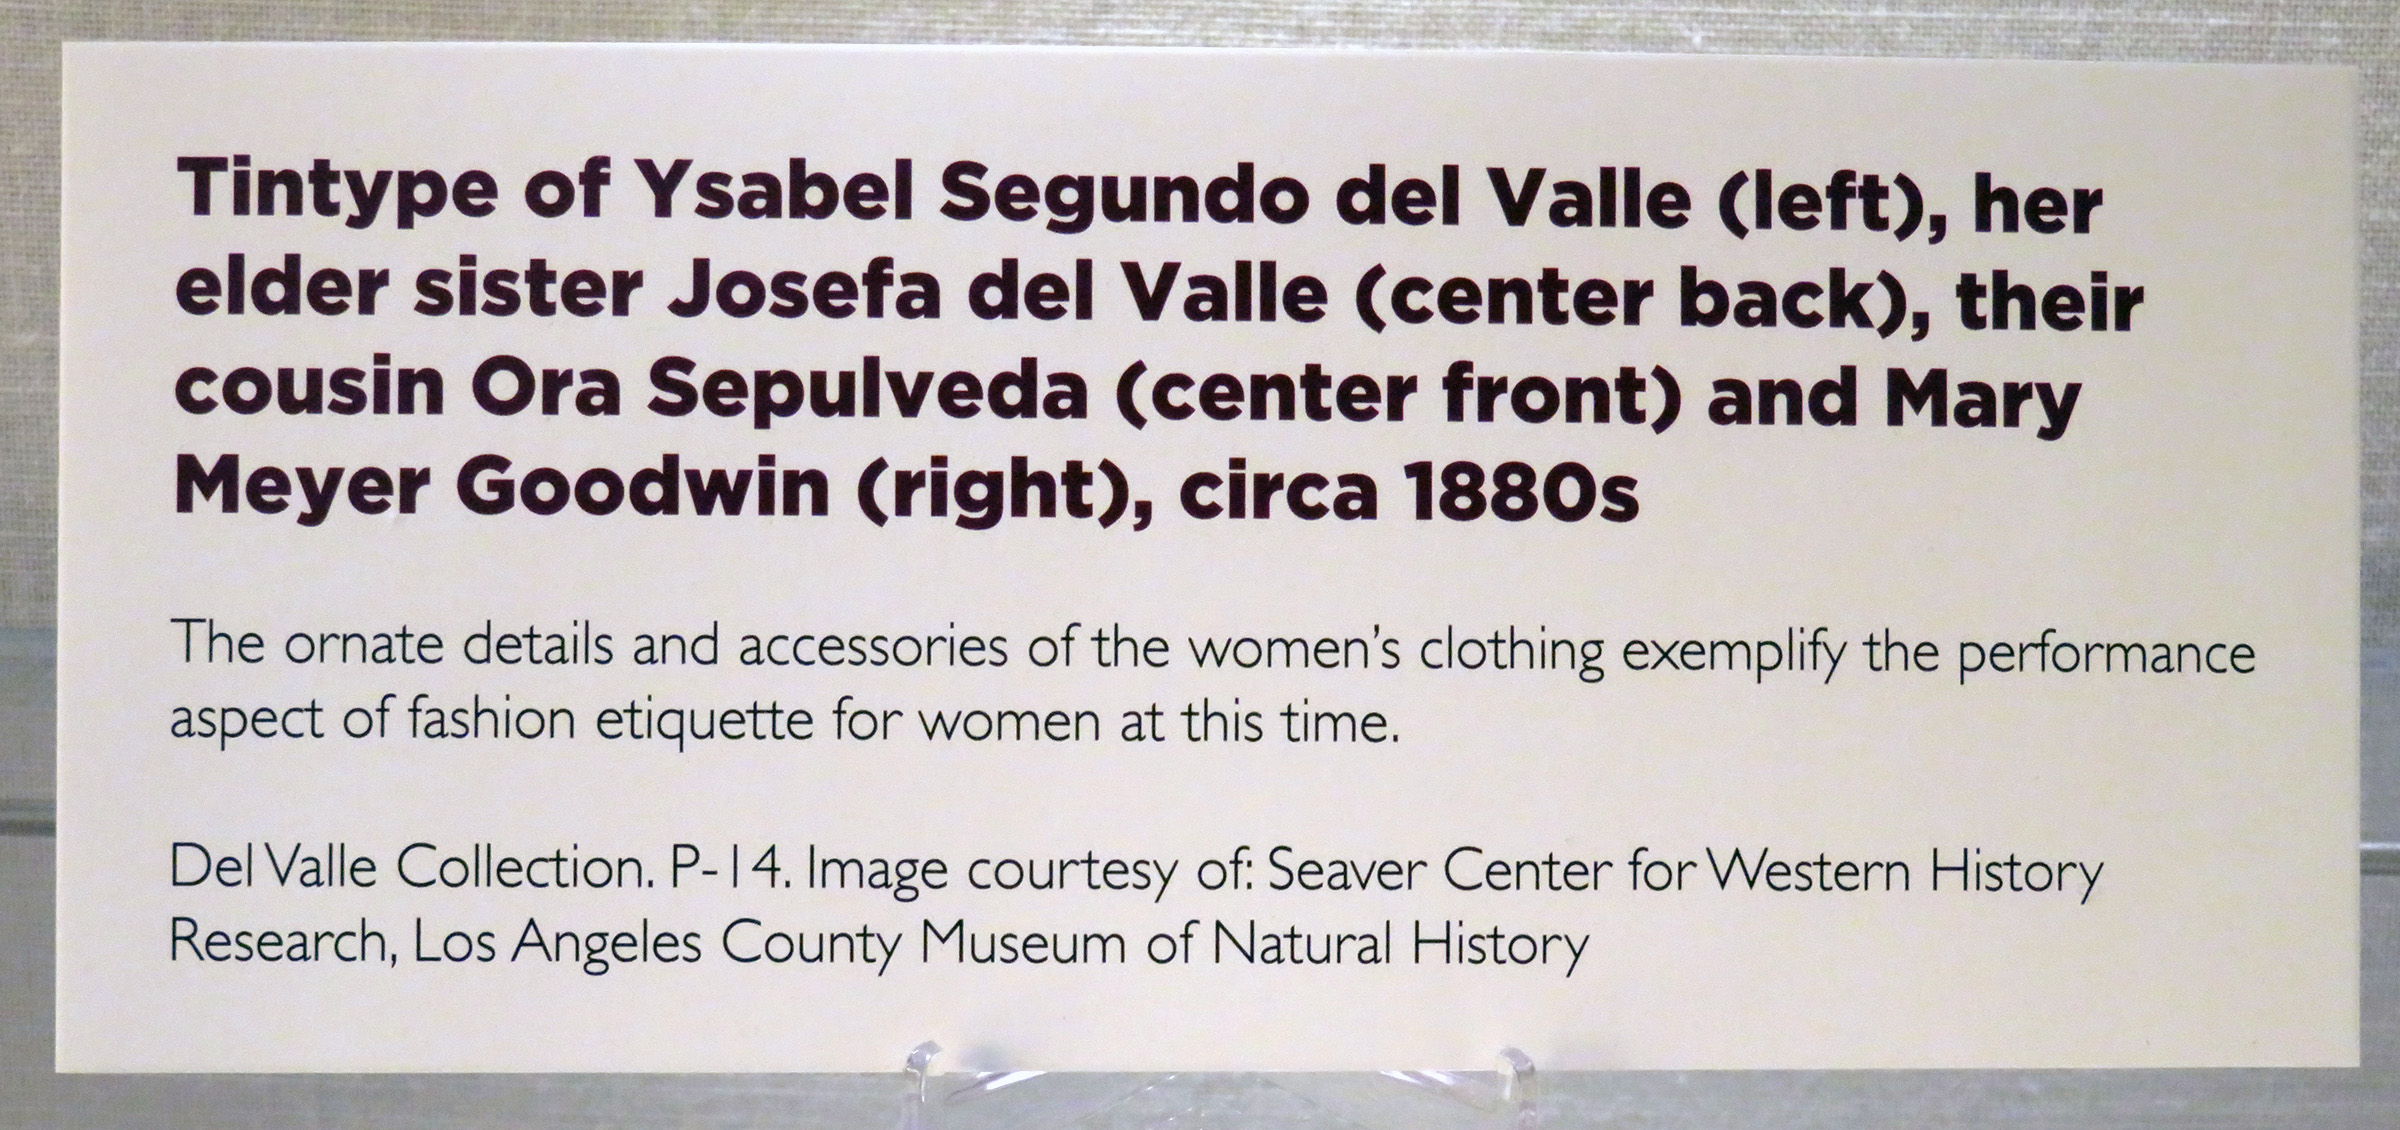 Tintype of Ysabel Segundo del Valle (left), her
elder sister Josefa del Valle (center back), their
cousin Ora Sepulveda (center front) and Mary
Meyer Goodwin (right), circa 1880s
The ornate details and accessories of the women's clothing exemplify the performance
aspect of fashion etiquette for women at this time.
Del Valle Collection. P-14. Image courtesy of: Seaver Center for Western History
Research, Los Angeles County Museum of Natural History